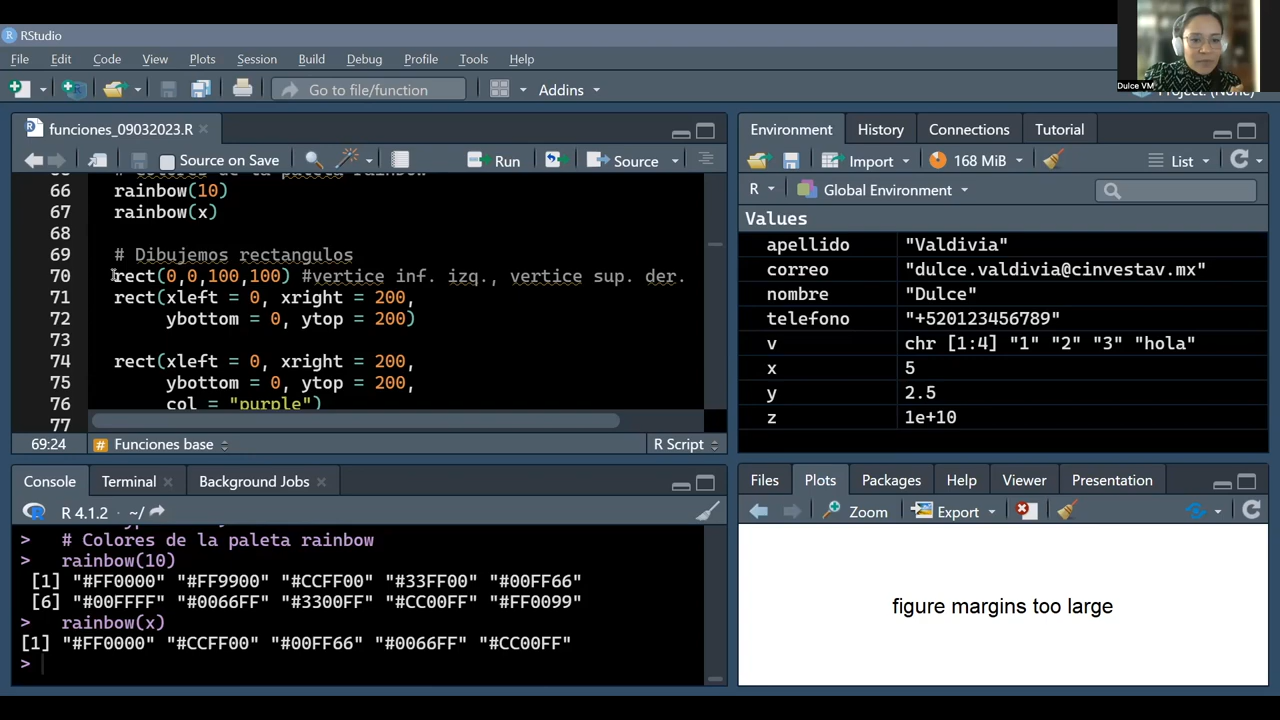 RStudio
File Edit Code View Plots Session Build Debug Profile Tools Help
Go to file/function Addins
Dulce VM
funciones_09032023.R
Source on Save Run Source
66 rainbow(10)
67 rainbow(x)
68
69 # Dibujemos rectangulos
70 rect(0,0,100,100) #vertice inf. izq., vertice sup. der.
71 rect(xleft = 0, xright = 200,
72 ybottom = 0, ytop = 200)
73
74 rect(xleft = 0, xright = 200,
75 ybottom = 0, ytop = 200,
76 col = "purple")
77
69:24 # Funciones base R Script
Console Terminal Background Jobs
R 4.1.2 · ~/
> # Colores de la paleta rainbow
> rainbow(10)
[1] "#FF0000" "#FF9900" "#CCFF00" "#33FF00" "#00FF66"
[6] "#00FFFF" "#0066FF" "#3300FF" "#CC00FF" "#FF0099"
> rainbow(x)
[1] "#FF0000" "#CCFF00" "#00FF66" "#0066FF" "#CC00FF"
>
Environment History Connections Tutorial
Import 168 MiB List
R Global Environment
Values
apellido "Valdivia"
correo "dulce.valdivia@cinvestav.mx"
nombre "Dulce"
telefono "+520123456789"
v chr [1:4] "1" "2" "3" "hola"
x 5
y 2.5
z 1e+10
Files Plots Packages Help Viewer Presentation
Zoom Export
figure margins too large